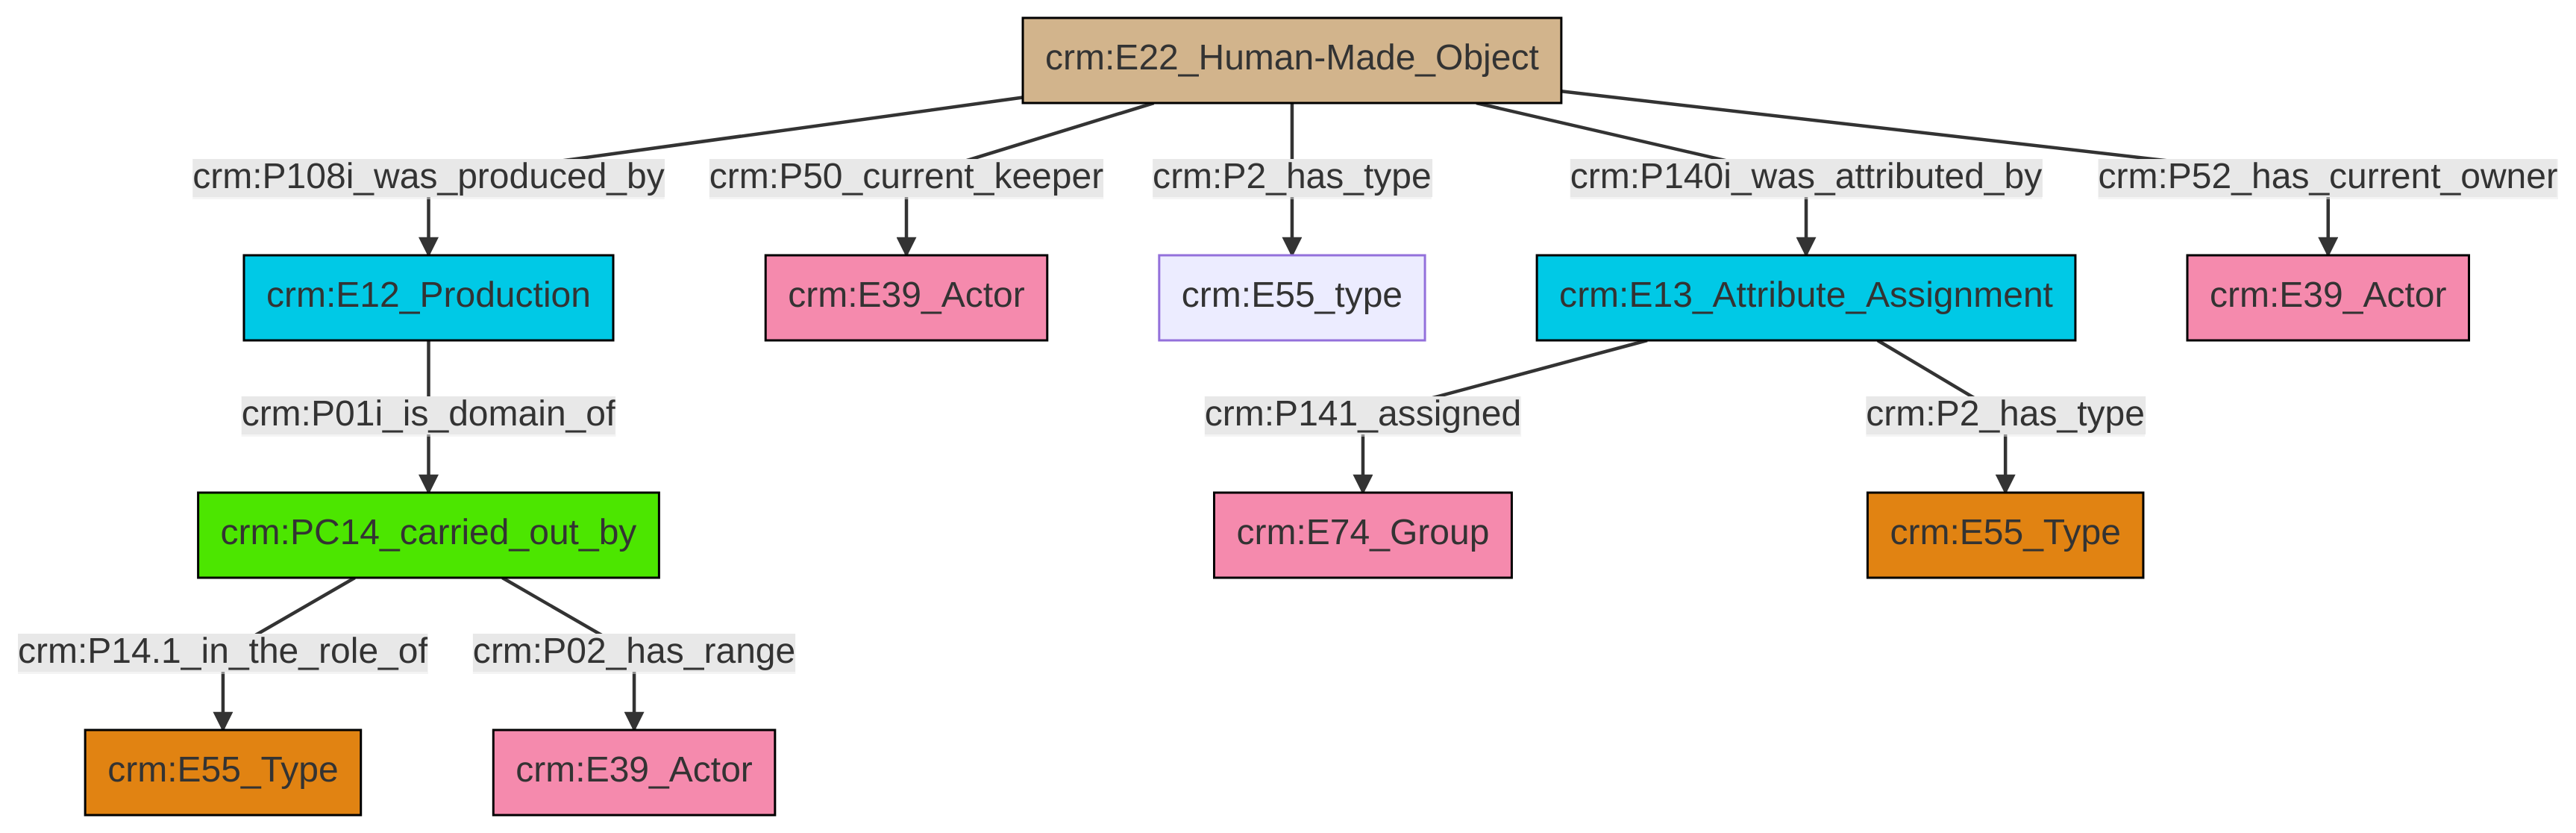 crm:E22_Human-Made_Object
crm:P108i_was_produced_by
crm:P50_current_keeper
crm:P2_has_type
crm:P140i_was_attributed_by
crm:P52_has_current_owner
crm:E12_Production
crm:E39_Actor
crm:E55_type
crm:E13_Attribute_Assignment
crm:E39_Actor
crm:P01i_is_domain_of
crm:P141_assigned
crm:P2_has_type
crm:PC14_carried_out_by
crm:E74_Group
crm:E55_Type
crm:P14.1_in_the_role_of
crm:P02_has_range
crm:E55_Type
crm:E39_Actor